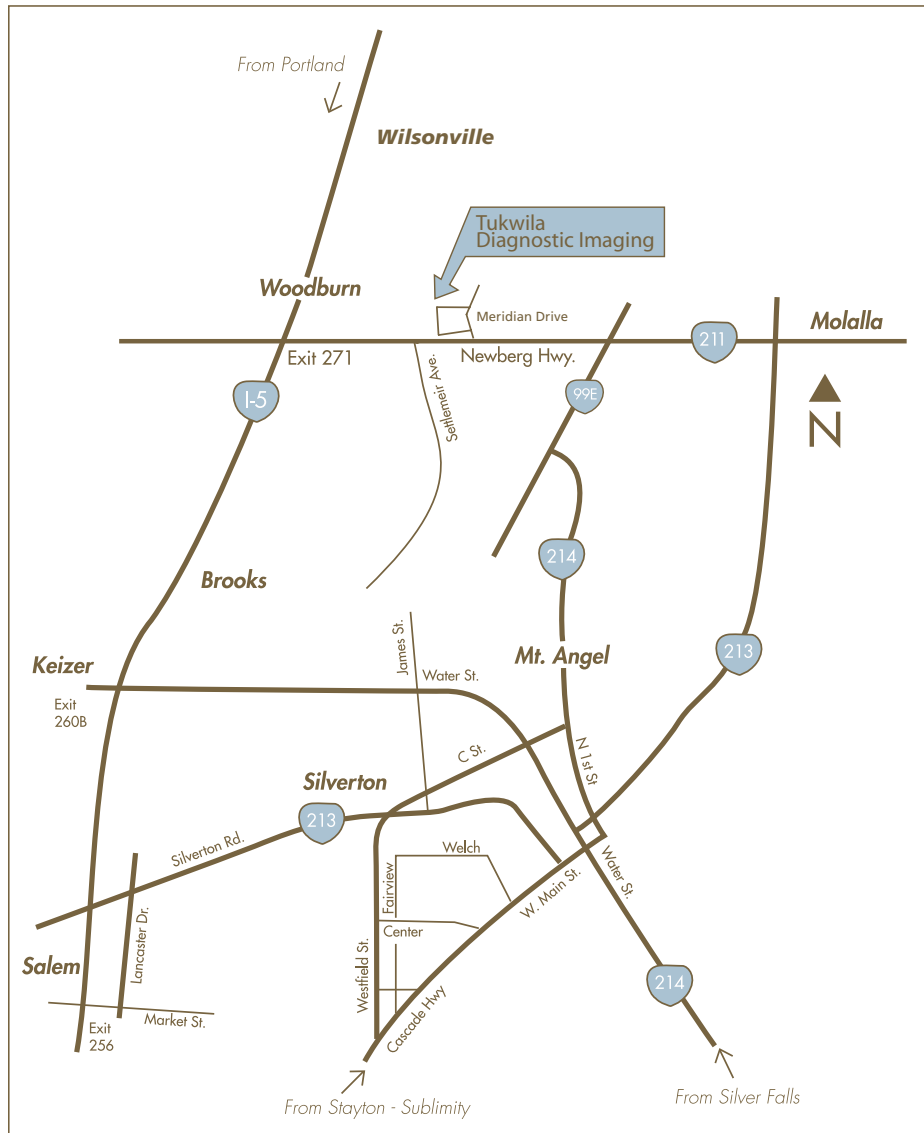 From Portland
Wilsonville
Tukwila
Diagnostic Imaging
Woodburn
Meridian Drive
Molalla
211
Exit 271
Newberg Hwy.
Settlemeir Ave.
I-5
99E
N
214
Brooks
James St.
Mt. Angel
213
Keizer
Water St.
Exit
260B
C St.
N 1st St
Silverton
213
Silverton Rd.
Welch
Fairview
W. Main St.
Water St.
Lancaster Dr.
Center
Westfield St.
Salem
214
Cascade Hwy
Market St.
Exit
256
From Stayton - Sublimity
From Silver Falls